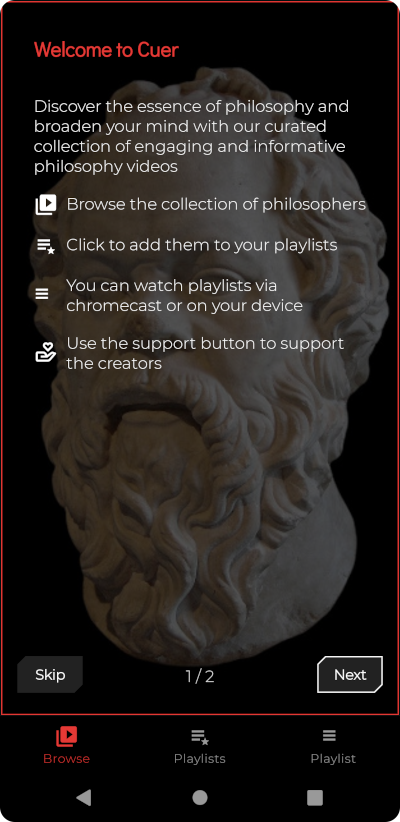 Welcome to Cuer
Discover the essence of philosophy and
broaden your mind with our curated
collection of engaging and informative
philosophy videos
Browse the collection of philosophers
Click to add them to your playlists
You can watch playlists via
chromecast or on your device
Use the support button to support
the creators
Skip
1 / 2
Next
Browse
Playlists
Playlist